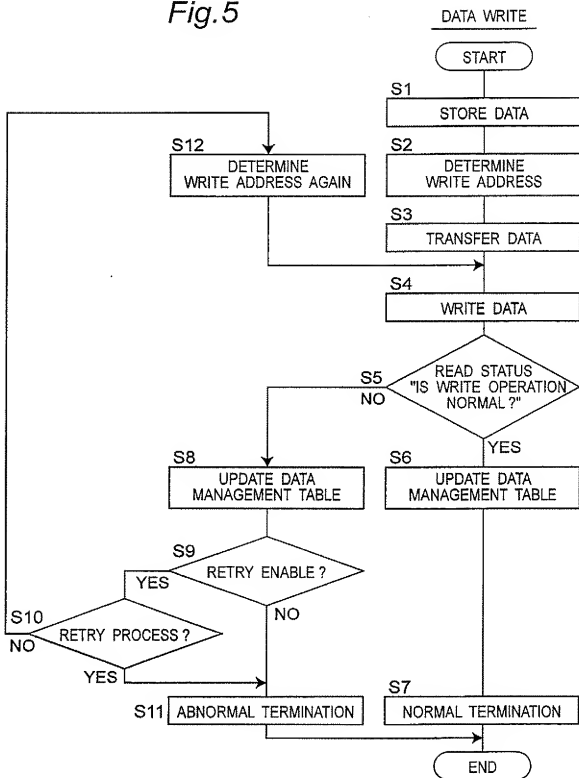 Fig.5
DATA WRITE
START
S1
STORE DATA
S12
DETERMINE
WRITE ADDRESS AGAIN
S2
DETERMINE
WRITE ADDRESS
S3
TRANSFER DATA
S4
WRITE DATA
S5
READ STATUS
"IS WRITE OPERATION
NORMAL?"
NO
YES
S8
UPDATE DATA
MANAGEMENT TABLE
S6
UPDATE DATA
MANAGEMENT TABLE
S9
RETRY ENABLE?
YES
NO
S10
RETRY PROCESS?
NO
YES
S11
ABNORMAL TERMINATION
S7
NORMAL TERMINATION
END